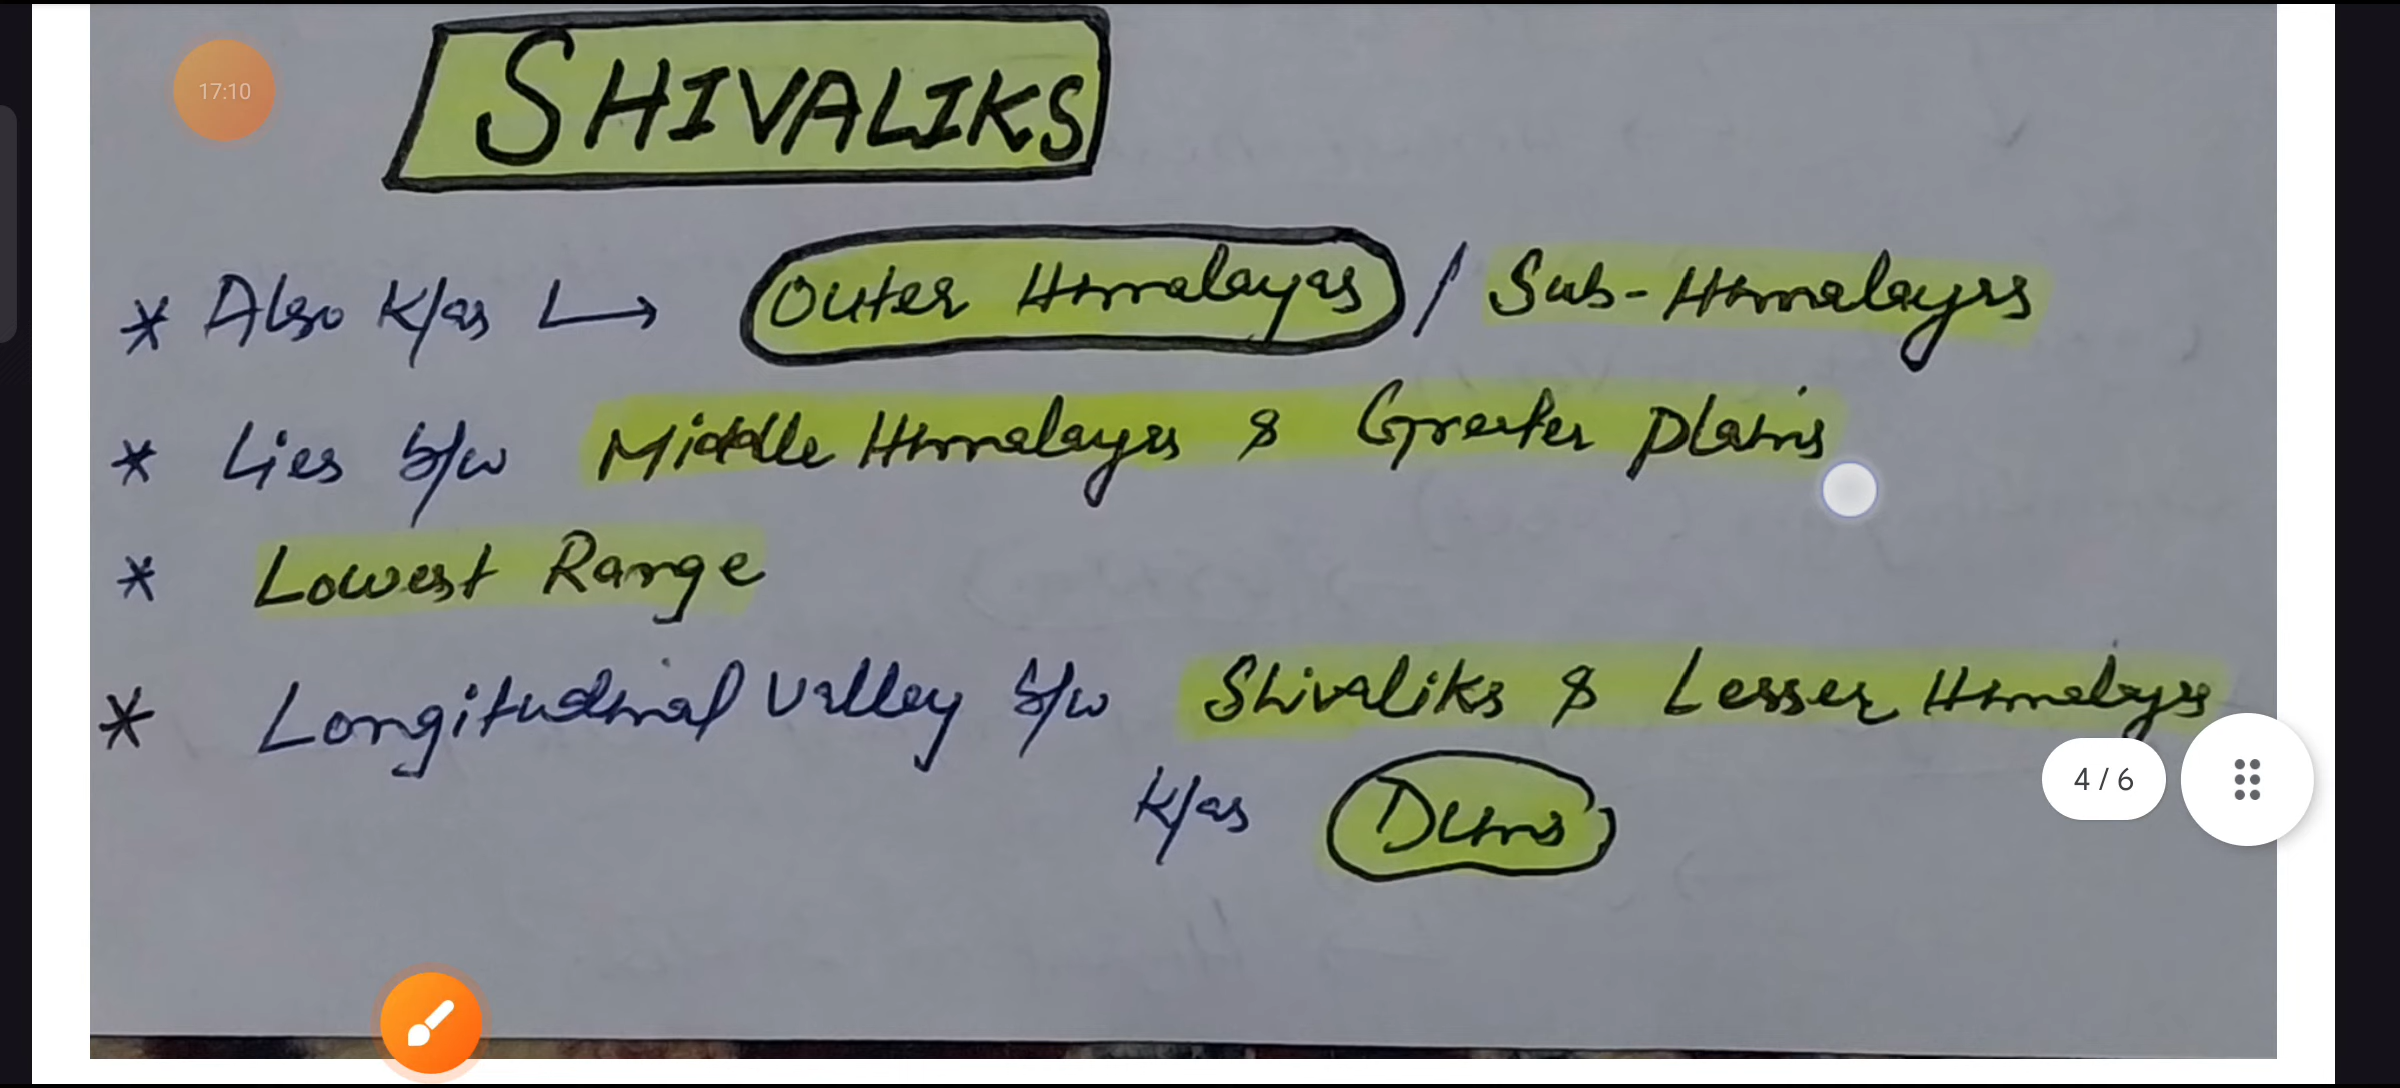 17:10
SHIVALIKS
* Also K/as ↳ Outer Himalayas / Sub-Himalayas
* Lies b/w Middle Himalayas & Greater Plains
* Lowest Range
* Longitudinal Valley b/w Shivaliks & Lesser Himalayas
K/as Duns
4 / 6